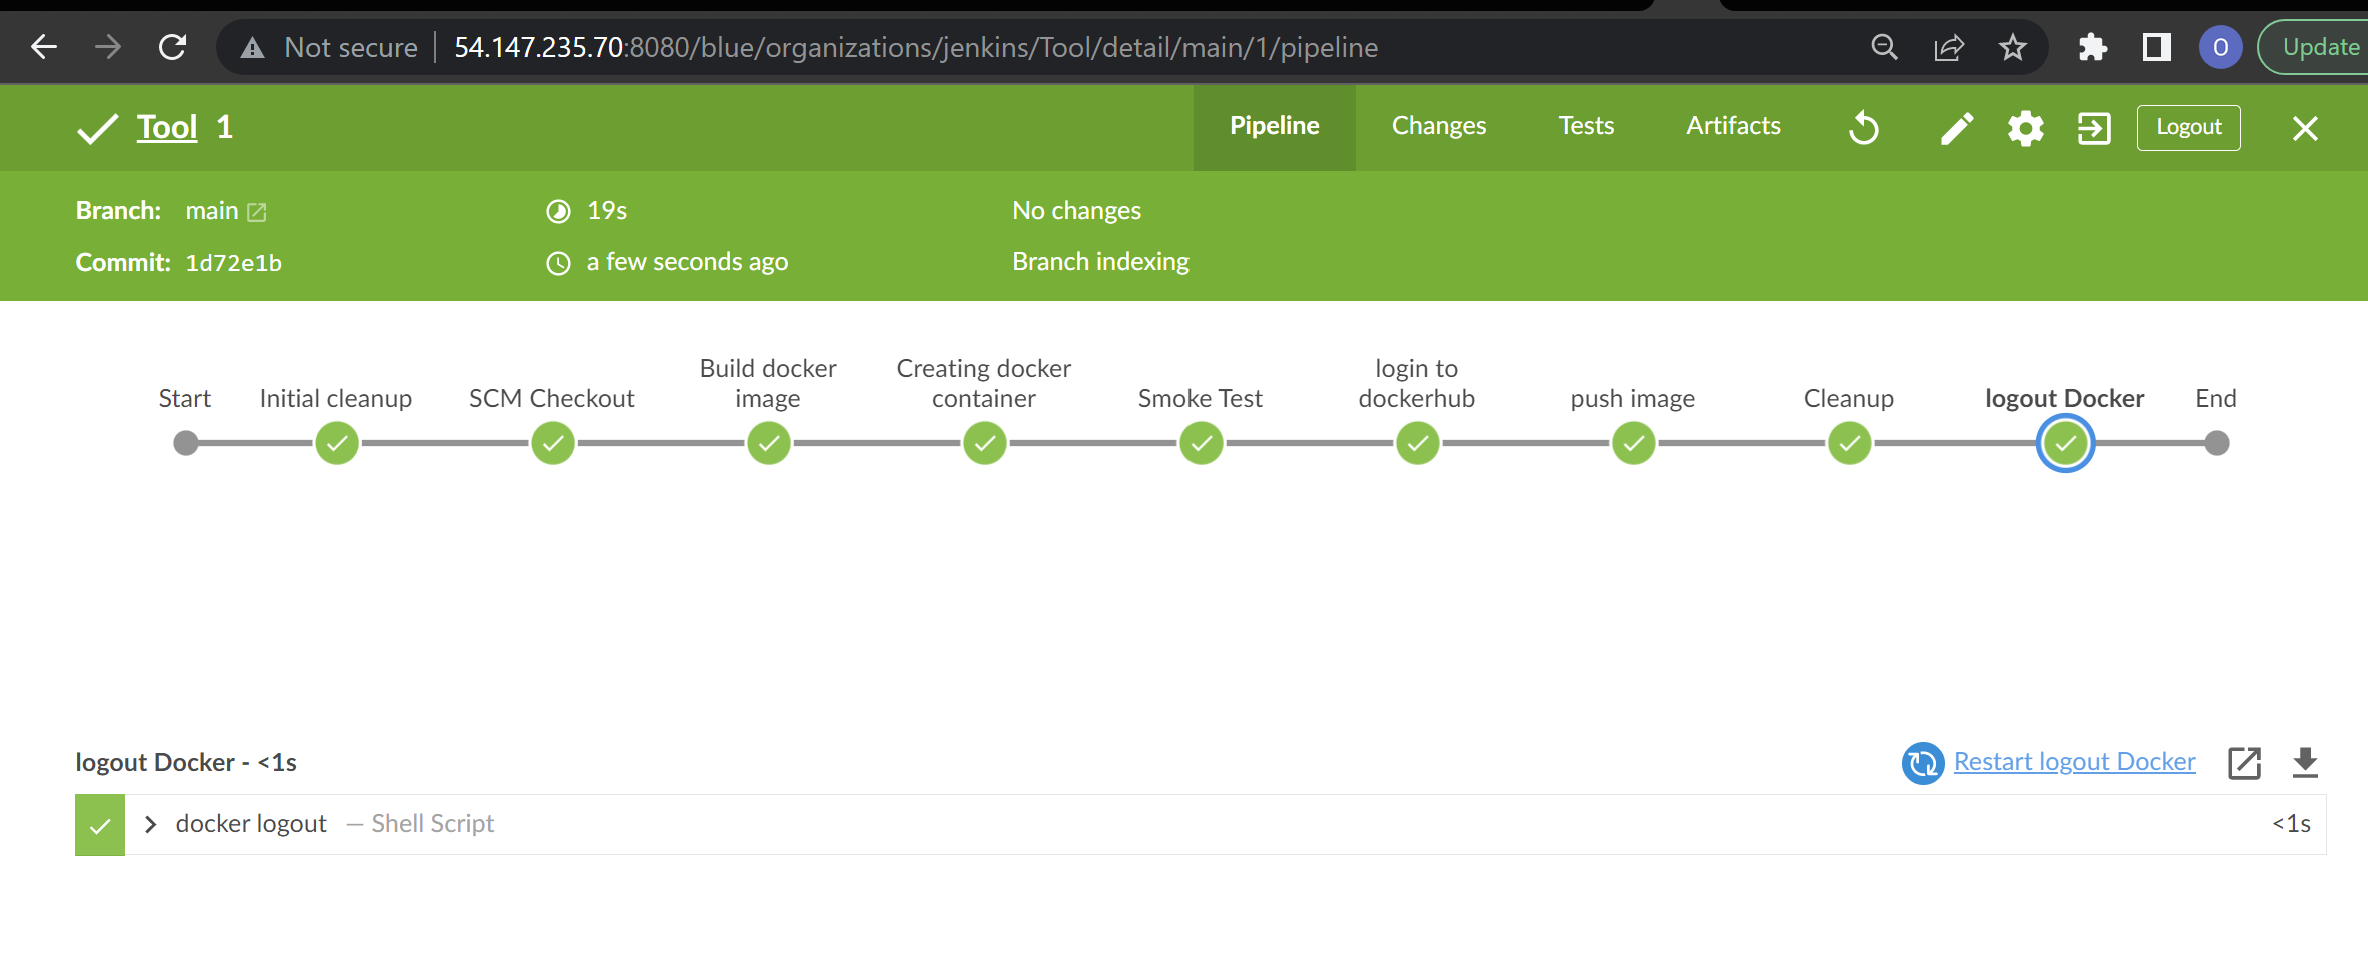 Not secure 54.147.235.70:8080/blue/organizations/jenkins/Tool/detail/main/1/pipeline O Update
Tool 1 Pipeline Changes Tests Artifacts Logout
Branch: main 19s No changes
Commit: 1d72e1b a few seconds ago Branch indexing
Start
Initial cleanup
SCM Checkout
Build docker
image
Creating docker
container
Smoke Test
login to
dockerhub
push image
Cleanup
logout Docker
End
logout Docker - <1s Restart logout Docker
docker logout — Shell Script <1s